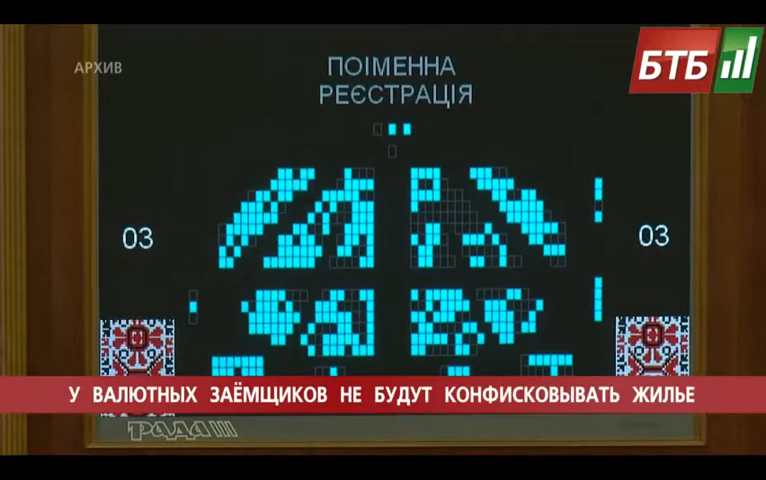 АРХИВ
БТБ
ПОІМЕННА
РЕЄСТРАЦІЯ
03
03
У ВАЛЮТНЫХ ЗАЁМЩИКОВ НЕ БУДУТ КОНФИСКОВЫВАТЬ ЖИЛЬЕ
РАДА